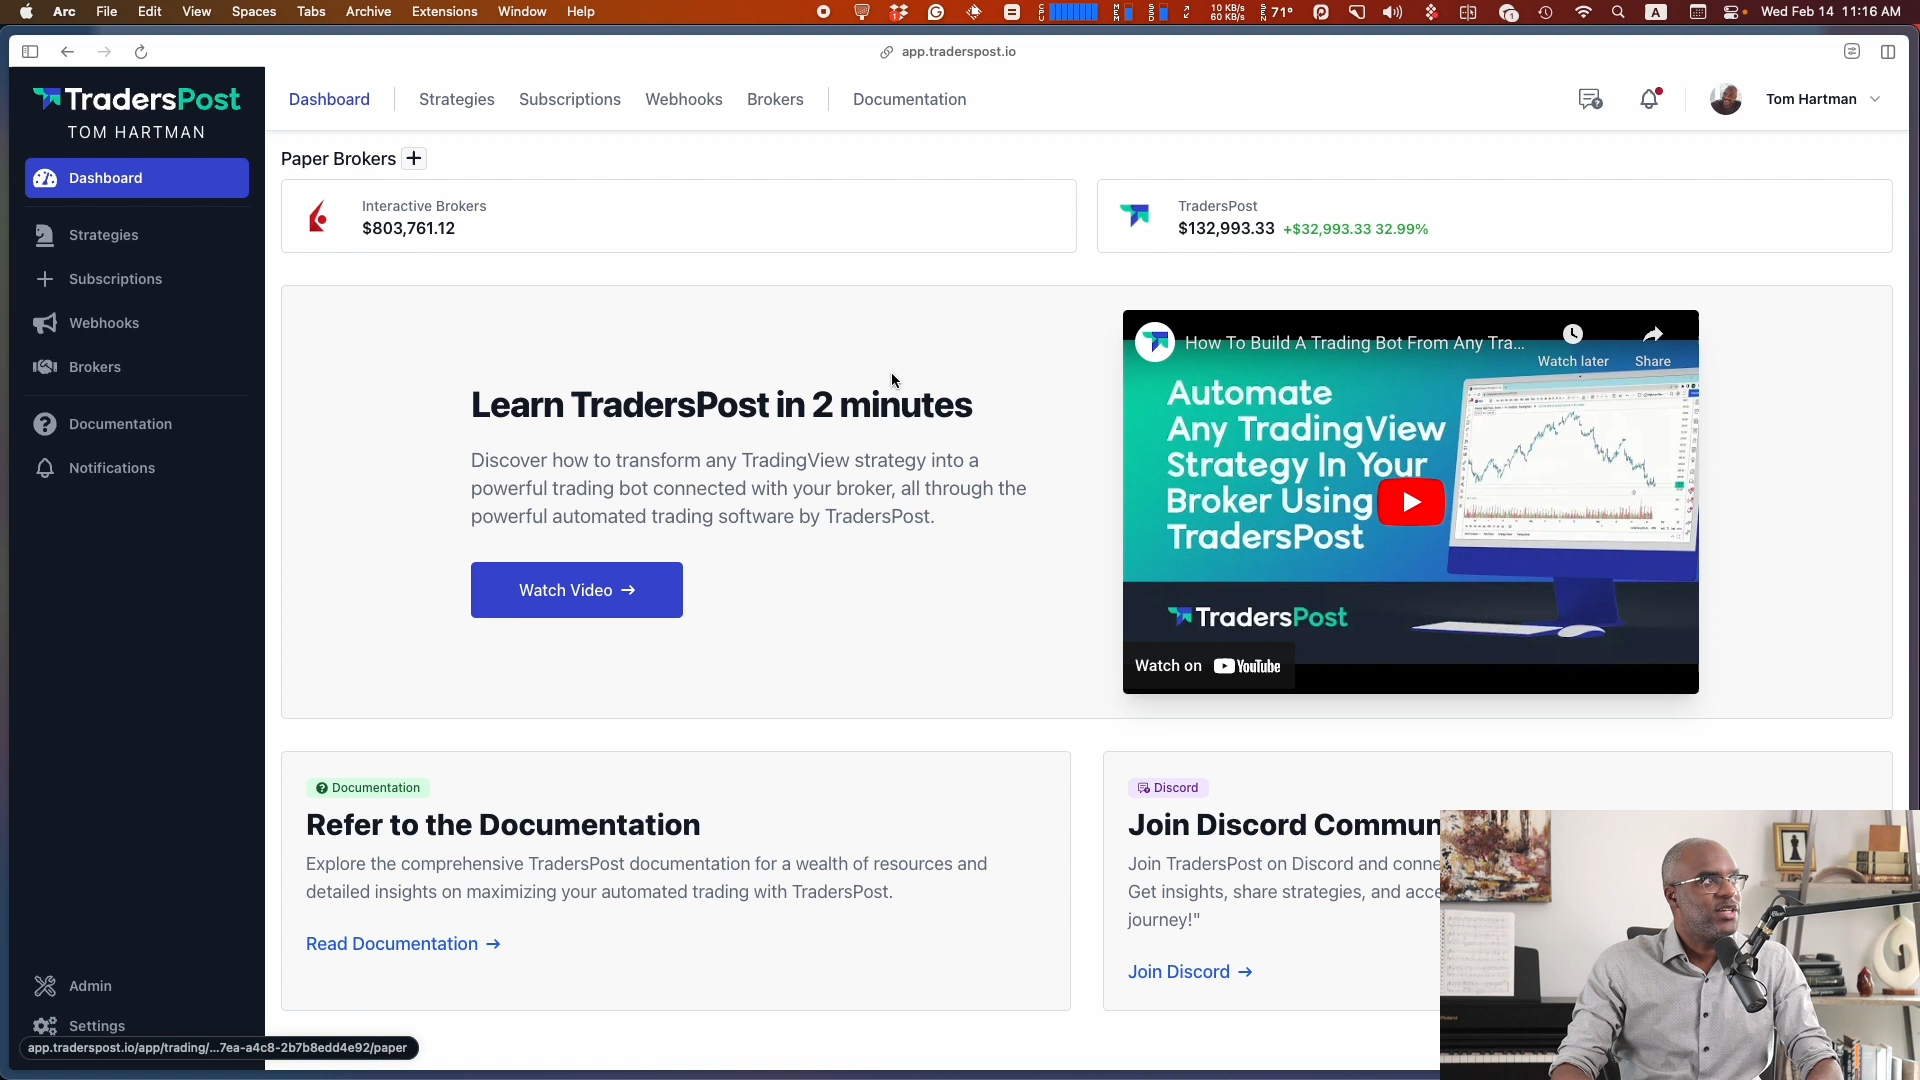 Arc File Edit View Spaces Tabs Archive Extensions Window Help 10 KB/s 60 KB/s 71° A Wed Feb 14 11:16 AM
app.traderspost.io
TradersPost
TOM HARTMAN
Dashboard Strategies Subscriptions Webhooks Brokers Documentation
Tom Hartman
Dashboard
Strategies
Subscriptions
Webhooks
Brokers
Documentation
Notifications
Admin
Settings
app.traderspost.io/app/trading/...7ea-a4c8-2b7b8edd4e92/paper
Paper Brokers +
Interactive Brokers
$803,761.12
TradersPost
$132,993.33 +$32,993.33 32.99%
Learn TradersPost in 2 minutes
Discover how to transform any TradingView strategy into a
powerful trading bot connected with your broker, all through the
powerful automated trading software by TradersPost.
Watch Video →
How To Build A Trading Bot From Any Tra...
Watch later
Share
Automate
Any TradingView
Strategy In Your
Broker Using
TradersPost
TradersPost
Watch on YouTube
Documentation
Refer to the Documentation
Explore the comprehensive TradersPost documentation for a wealth of resources and
detailed insights on maximizing your automated trading with TradersPost.
Read Documentation →
Discord
Join Discord Commun
Join TradersPost on Discord and conne
Get insights, share strategies, and acce
journey!"
Join Discord →